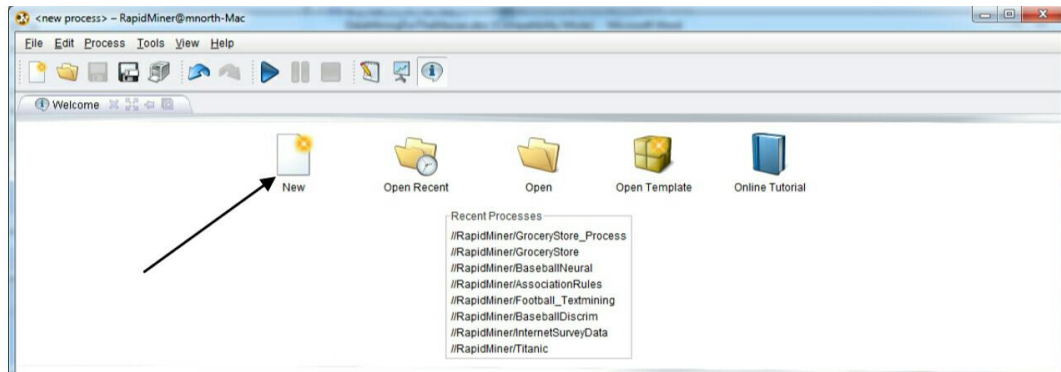 <new process> – RapidMiner@mnorth-Mac
File Edit Process Tools View Help
Welcome
New Open Recent Open Open Template Online Tutorial
Recent Processes
//RapidMiner/GroceryStore_Process
//RapidMiner/GroceryStore
//RapidMiner/BaseballNeural
//RapidMiner/AssociationRules
//RapidMiner/Football_Textmining
//RapidMiner/BaseballDiscrim
//RapidMiner/InternetSurveyData
//RapidMiner/Titanic